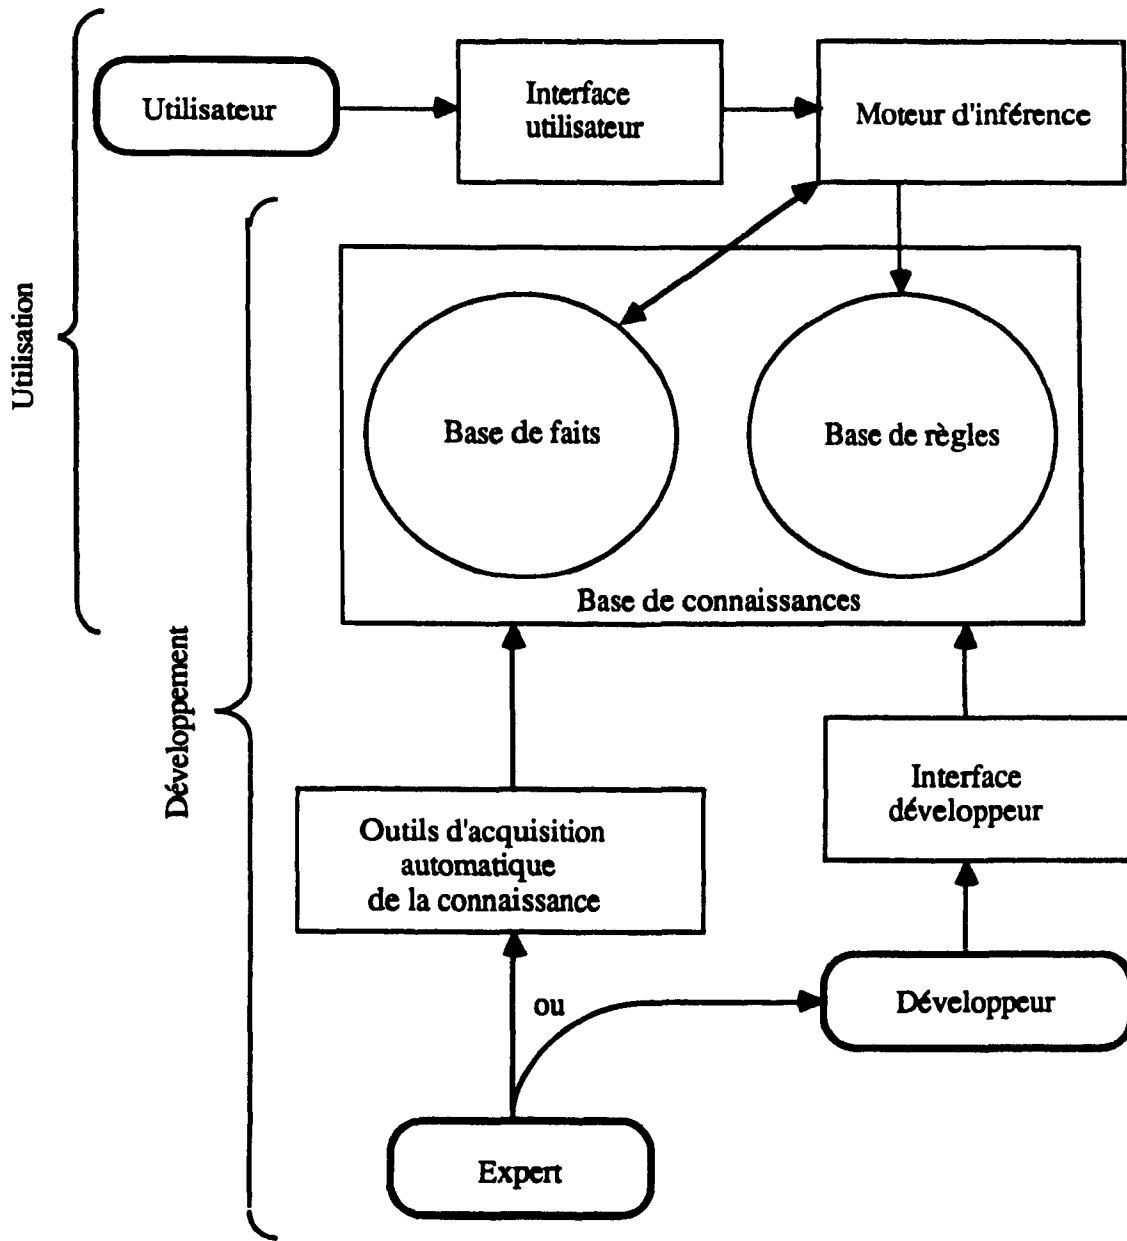 Utilisateur
Interface
utilisateur
Moteur d'inférence
Utilisation
Base de faits
Base de règles
Base de connaissances
Développement
Outils d'acquisition
automatique
de la connaissance
Interface
développeur
ou
Développeur
Expert